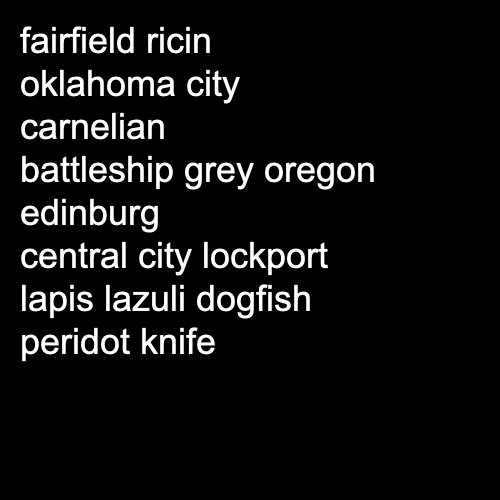 fairfield ricin
oklahoma city
carnelian
battleship grey oregon
edinburg
central city lockport
lapis lazuli dogfish
peridot knife